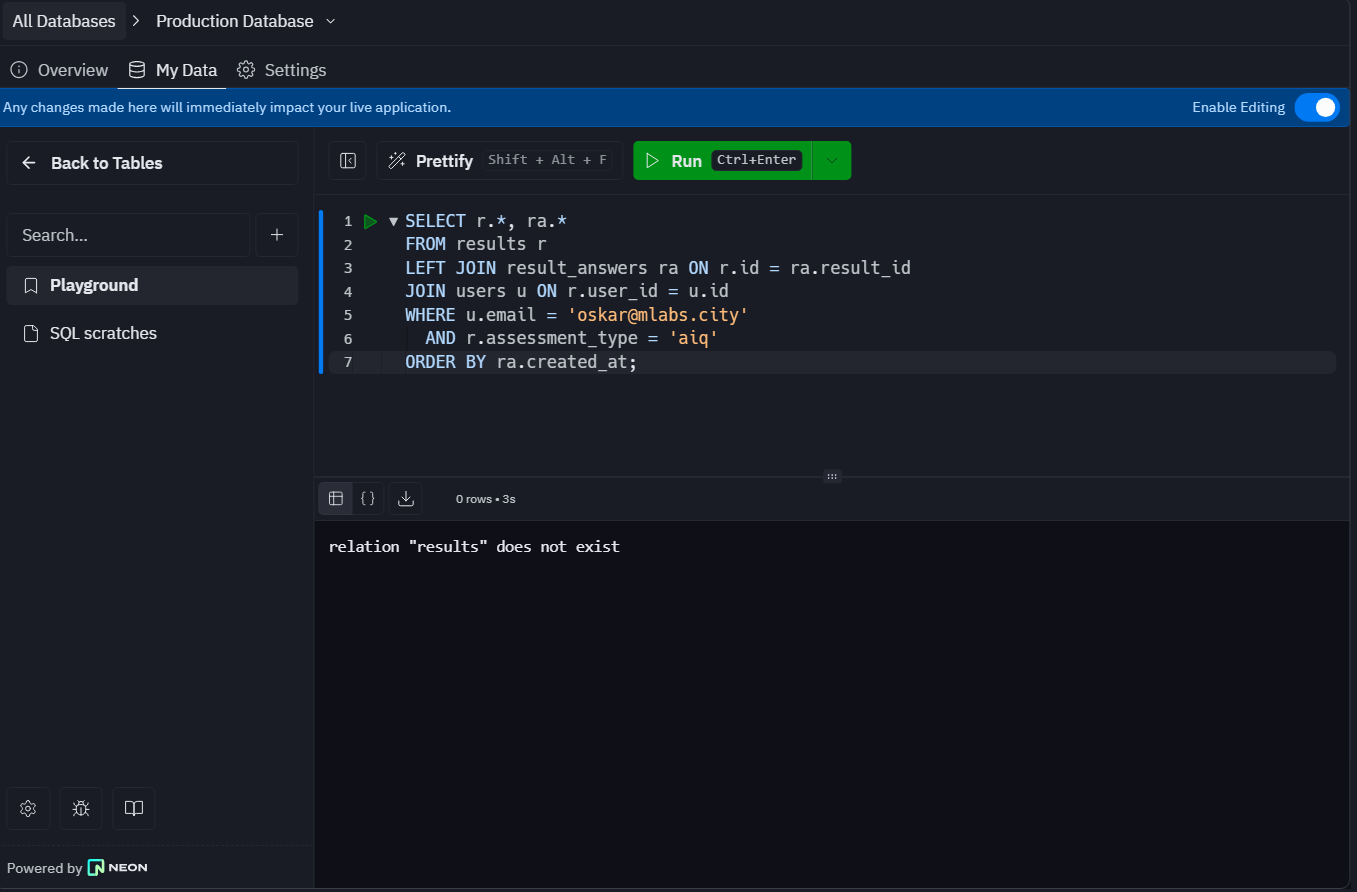 All Databases > Production Database
Overview My Data Settings
Any changes made here will immediately impact your live application. Enable Editing
Back to Tables
Prettify Shift + Alt + F Run Ctrl+Enter
Search...
Playground
SQL scratches
1 SELECT r.*, ra.*
2 FROM results r
3 LEFT JOIN result_answers ra ON r.id = ra.result_id
4 JOIN users u ON r.user_id = u.id
5 WHERE u.email = 'oskar@mlabs.city'
6 AND r.assessment_type = 'aiq'
7 ORDER BY ra.created_at;
{ } 0 rows • 3s
relation "results" does not exist
Powered by NEON